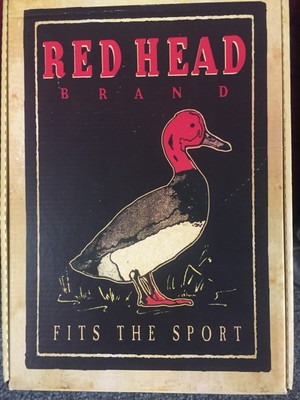 RED HEAD
BRAND
FITS THE SPORT